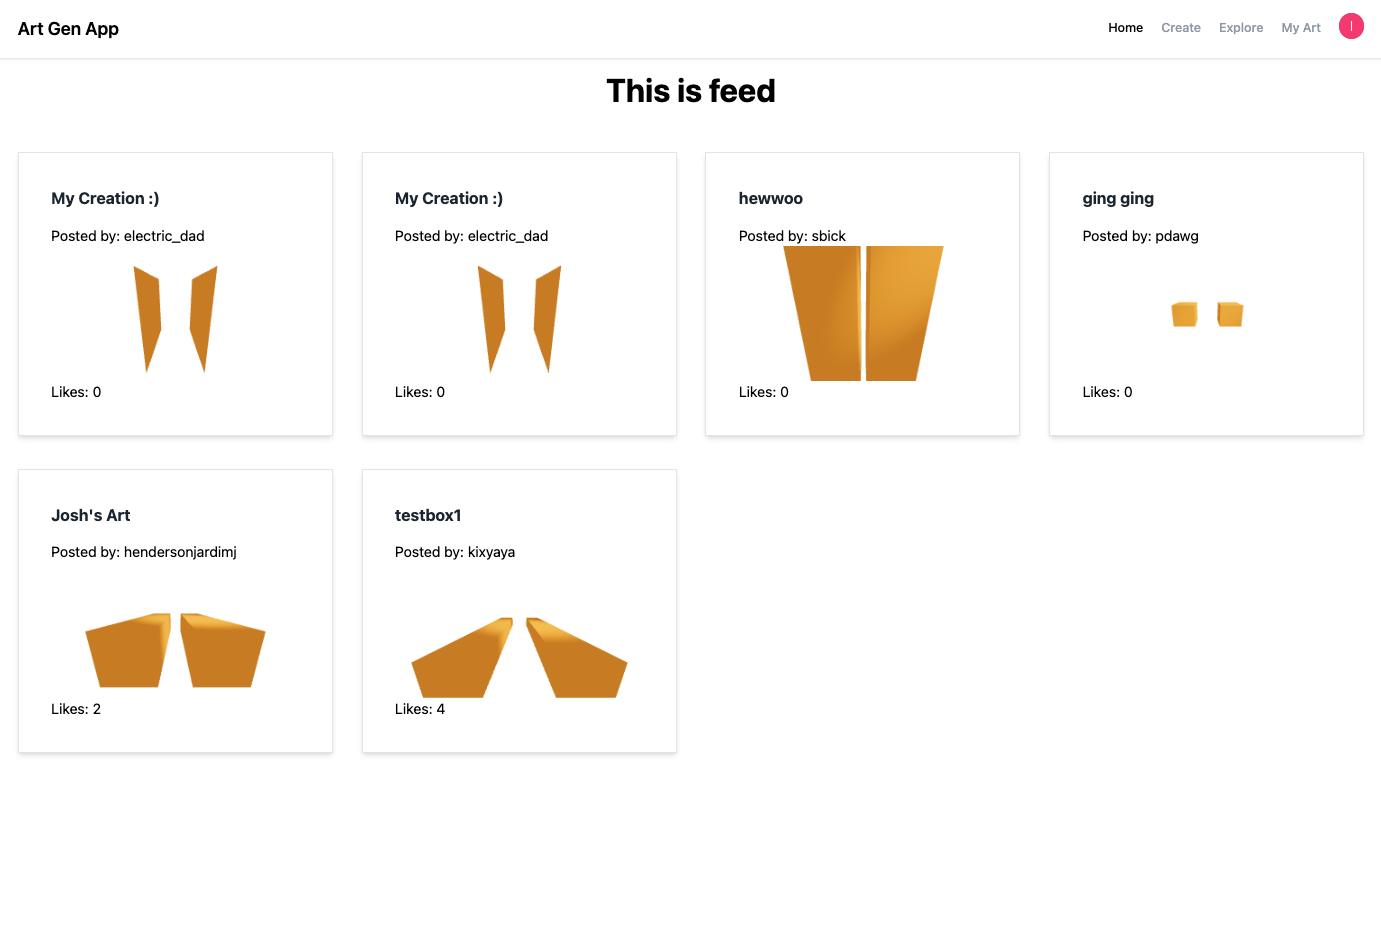 Art Gen App
Home Create Explore My Art I
This is feed
My Creation :)
Posted by: electric_dad
Likes: 0
My Creation :)
Posted by: electric_dad
Likes: 0
hewwoo
Posted by: sbick
Likes: 0
ging ging
Posted by: pdawg
Likes: 0
Josh's Art
Posted by: hendersonjardimj
Likes: 2
testbox1
Posted by: kixyaya
Likes: 4